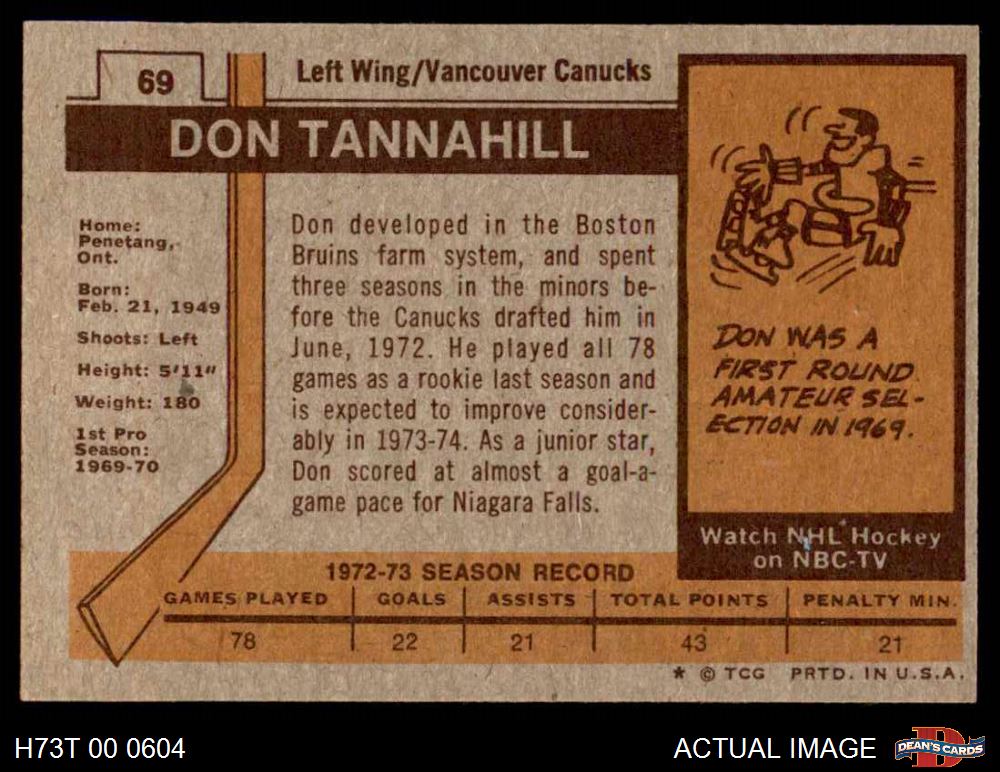 69
Left Wing/Vancouver Canucks
DON TANNAHILL
Home:
Penetang,
Ont.
Born:
Feb. 21, 1949
Shoots: Left
Height: 5'11"
Weight: 180
1st Pro
Season:
1969-70
Don developed in the Boston
Bruins farm system, and spent
three seasons in the minors be-
fore the Canucks drafted him in
June, 1972. He played all 78
games as a rookie last season and
is expected to improve consider-
ably in 1973-74. As a junior star,
Don scored at almost a goal-a-
game pace for Niagara Falls.
DON WAS A
FIRST ROUND
AMATEUR SEL-
ECTION IN 1969.
Watch NHL Hockey
on NBC-TV
1972-73 SEASON RECORD
GAMES PLAYED GOALS ASSISTS TOTAL POINTS PENALTY MIN.
78 22 21 43 21
* © TCG PRTD. IN U.S.A.
H73T 00 0604
ACTUAL IMAGE
D
DEAN'S CARDS